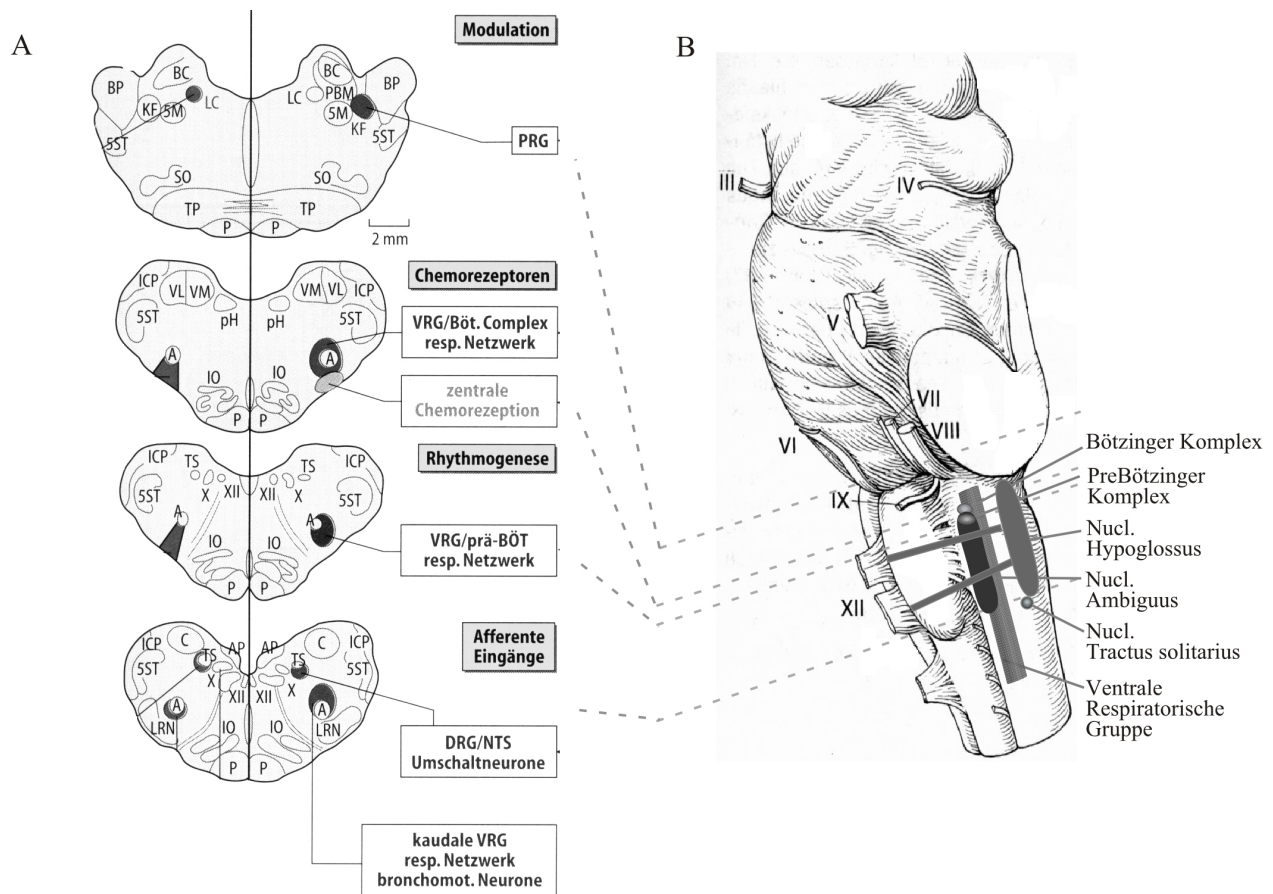 A
Modulation
BC
BC
BP
BP
LC
LC
PBM
KF
5M
5M
KF
5ST
5ST
PRG
SO
SO
TP
TP
P
P
2 mm
Chemorezeptoren
ICP
VL
VM
VM
VL
ICP
5ST
pH
pH
5ST
VRG/Böt. Complex
resp. Netzwerk
A
A
IO
IO
zentrale
Chemorezeption
P
P
Rhythmogenese
ICP
TS
TS
ICP
5ST
X
XII
XII
X
5ST
A
A
IO
IO
VRG/prä-BÖT
resp. Netzwerk
P
P
Afferente
Eingänge
ICP
C
AP
AP
C
ICP
5ST
TS
TS
5ST
X
X
XII
XII
A
A
LRN
IO
IO
LRN
P
P
DRG/NTS
Umschaltneurone
kaudale VRG
resp. Netzwerk
bronchomot. Neurone
B
III
IV
V
VII
VI
VIII
IX
XII
Bötzinger Komplex
PreBötzinger
Komplex
Nucl.
Hypoglossus
Nucl.
Ambiguus
Nucl.
Tractus solitarius
Ventrale
Respiratorische
Gruppe